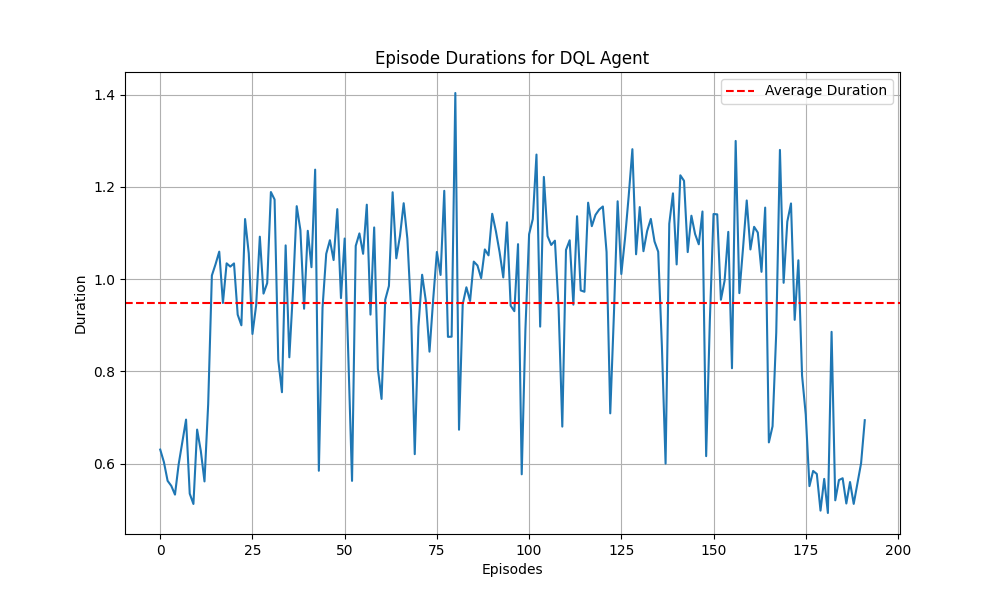 Episode Durations for DQL Agent
Average Duration
Duration
1.4
1.2
1.0
0.8
0.6
0 25 50 75 100 125 150 175 200
Episodes